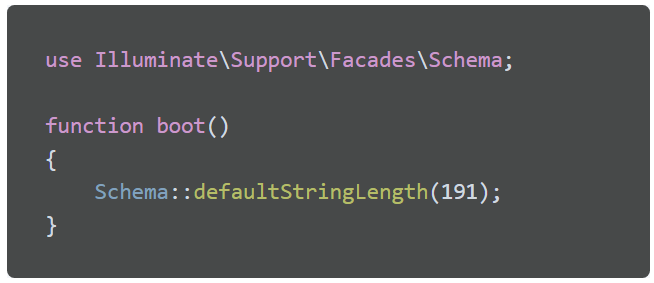 use Illuminate\Support\Facades\Schema;
function boot()
{
    Schema::defaultStringLength(191);
}